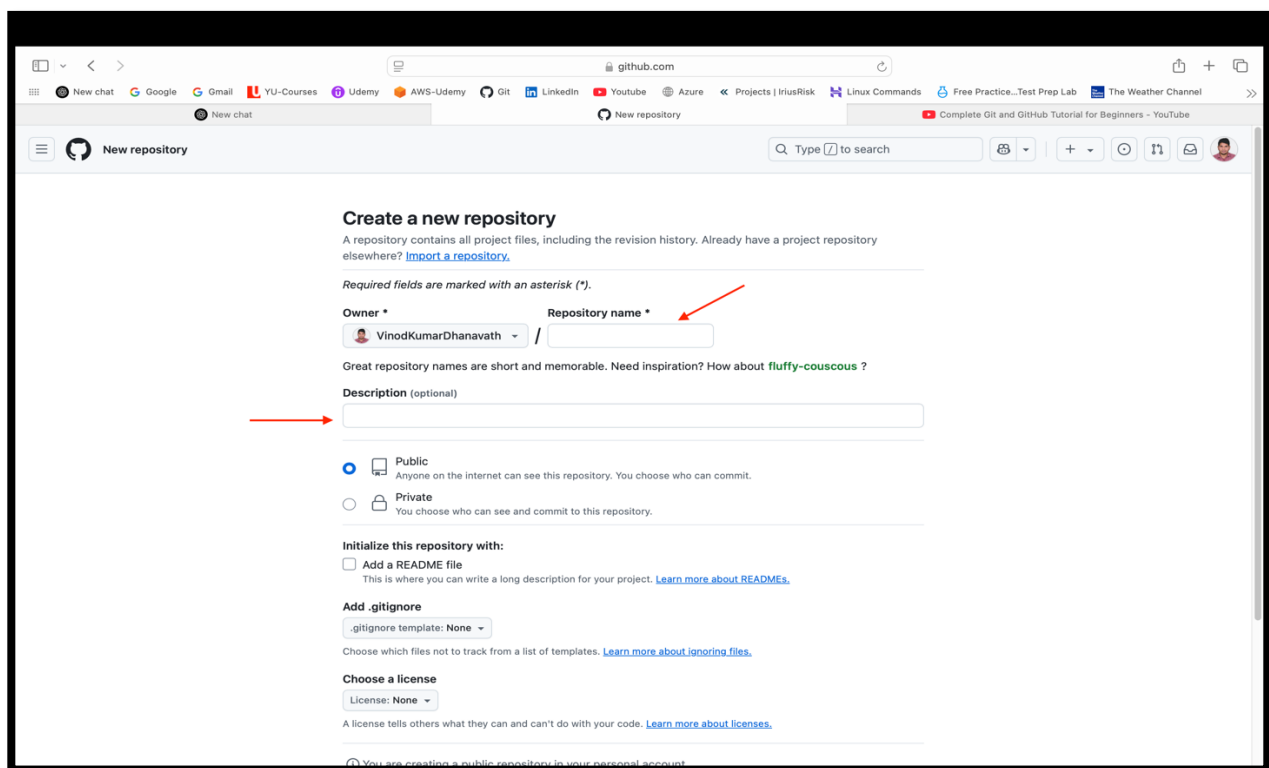 github.com
New chat Google Gmail YU-Courses Udemy AWS-Udemy Git LinkedIn Youtube Azure Projects | IriusRisk Linux Commands Free Practice...Test Prep Lab The Weather Channel
New chat New repository Complete Git and GitHub Tutorial for Beginners - YouTube
New repository Type / to search
Create a new repository
A repository contains all project files, including the revision history. Already have a project repository
elsewhere? Import a repository.
Required fields are marked with an asterisk (*).
Owner * Repository name *
VinodKumarDhanavath /
Great repository names are short and memorable. Need inspiration? How about fluffy-couscous ?
Description (optional)
Public
Anyone on the internet can see this repository. You choose who can commit.
Private
You choose who can see and commit to this repository.
Initialize this repository with:
Add a README file
This is where you can write a long description for your project. Learn more about READMEs.
Add .gitignore
.gitignore template: None
Choose which files not to track from a list of templates. Learn more about ignoring files.
Choose a license
License: None
A license tells others what they can and can't do with your code. Learn more about licenses.
You are creating a public repository in your personal account